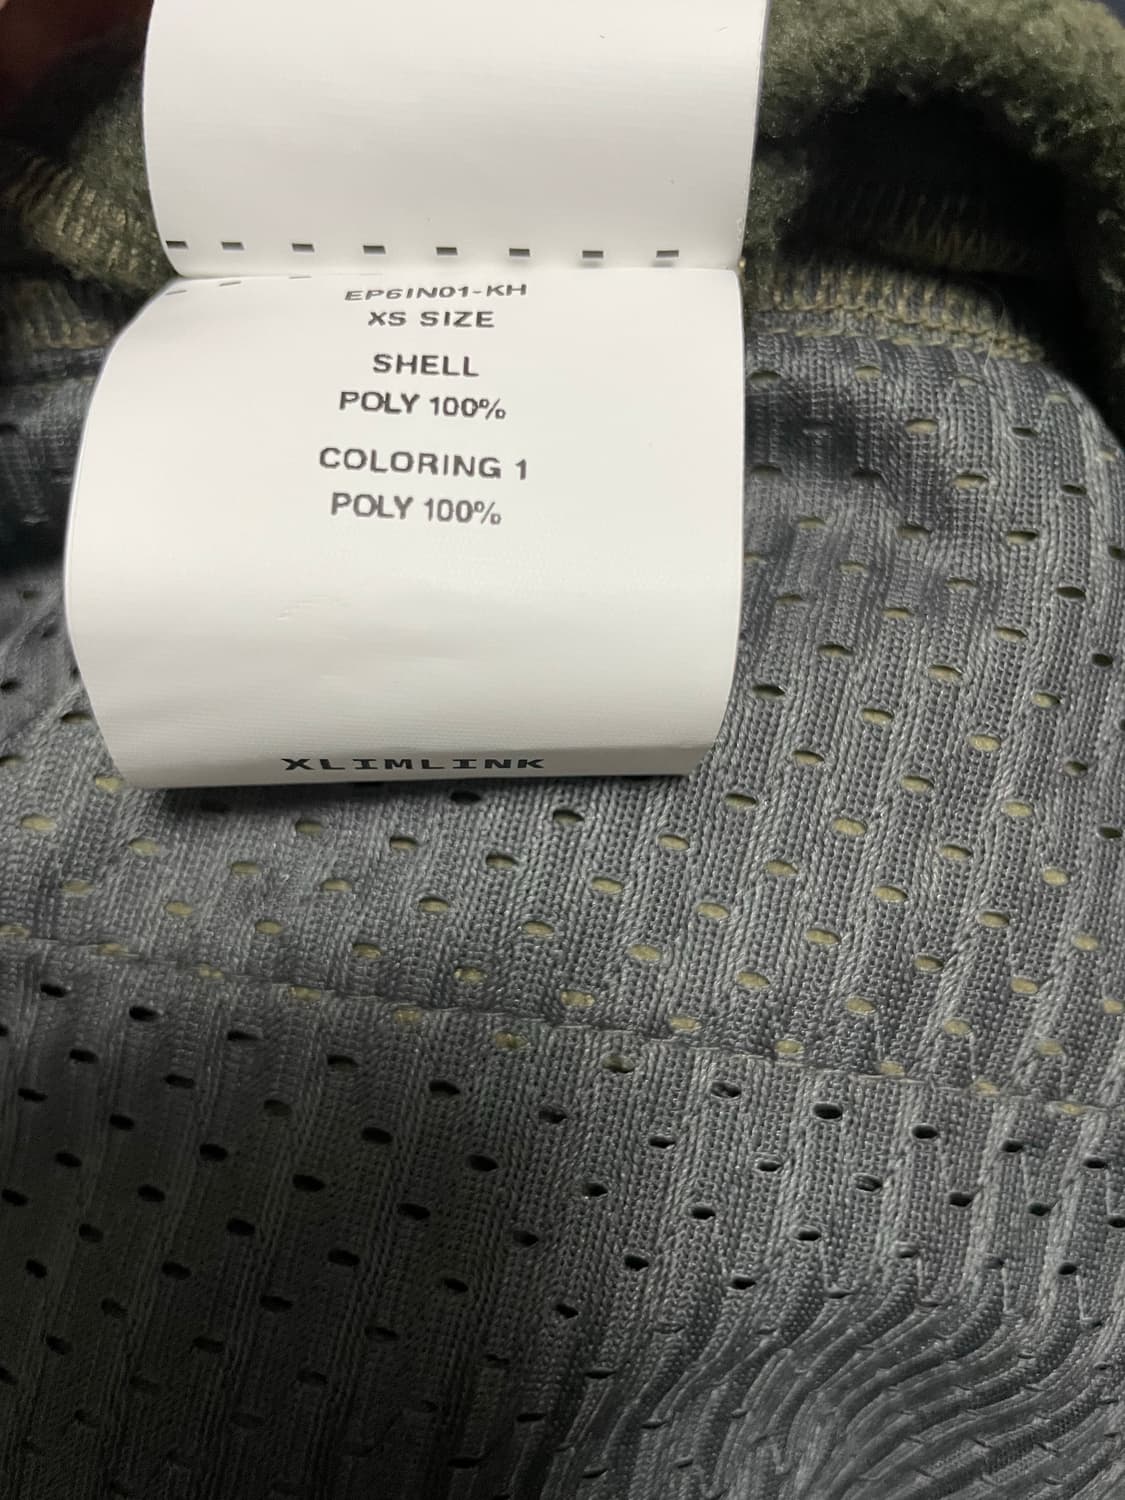 EP6IN01-KH
XS SIZE
SHELL
POLY 100%
COLORING 1
POLY 100%
XLIMLINK